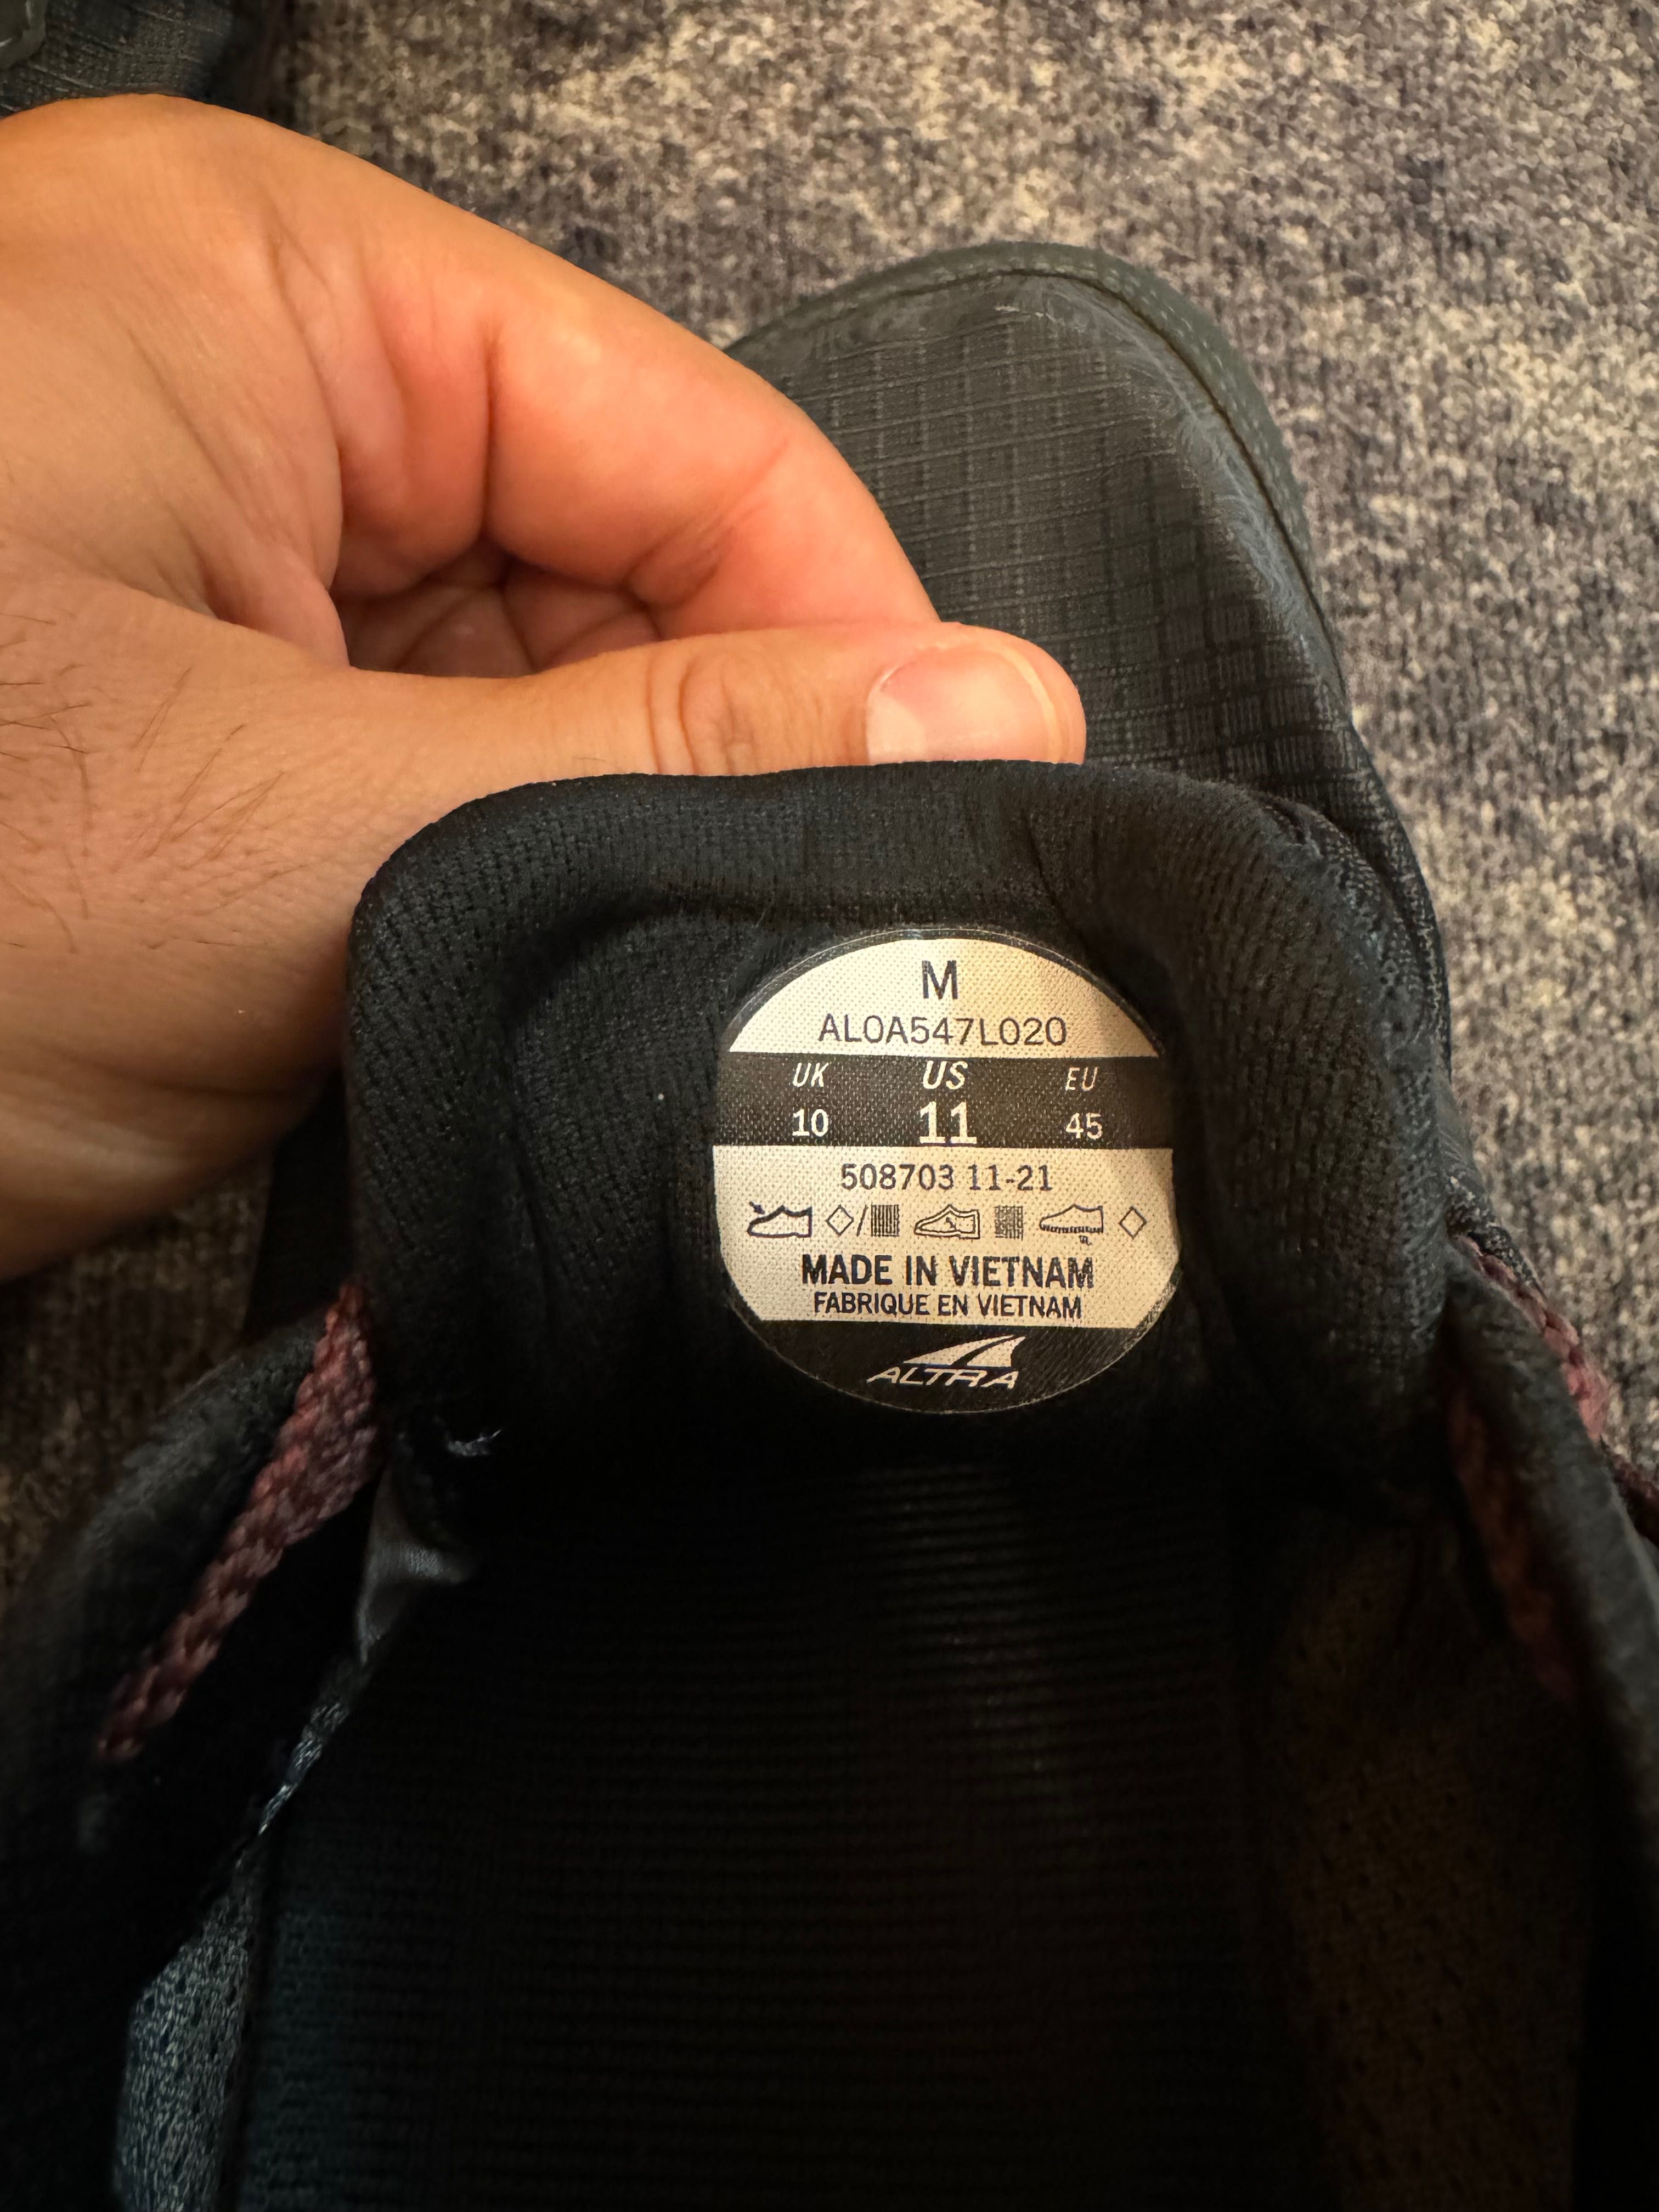 M
AL0A547L020
UK US EU
10 11 45
508703 11-21
MADE IN VIETNAM
FABRIQUE EN VIETNAM
ALTRA